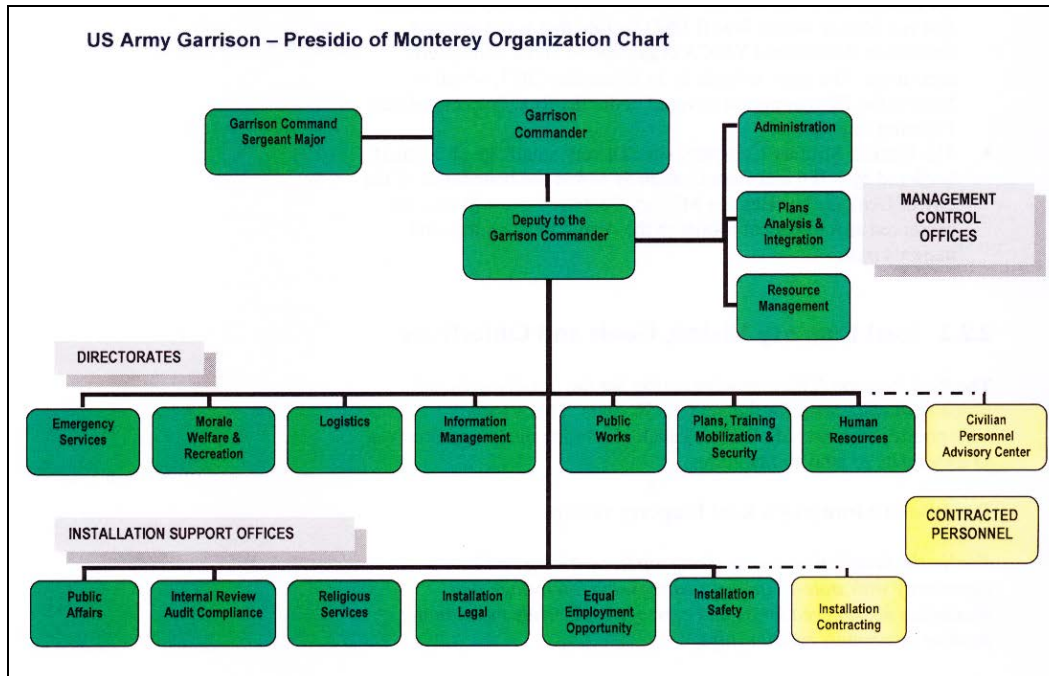 US Army Garrison – Presidio of Monterey Organization Chart
Garrison Command
Sergeant Major
Garrison
Commander
Administration
Deputy to the
Garrison Commander
Plans
Analysis &
Integration
MANAGEMENT
CONTROL
OFFICES
Resource
Management
DIRECTORATES
Emergency
Services
Morale
Welfare &
Recreation
Logistics
Information
Management
Public
Works
Plans, Training
Mobilization &
Security
Human
Resources
Civilian
Personnel
Advisory Center
CONTRACTED
PERSONNEL
INSTALLATION SUPPORT OFFICES
Public
Affairs
Internal Review
Audit Compliance
Religious
Services
Installation
Legal
Equal
Employment
Opportunity
Installation
Safety
Installation
Contracting